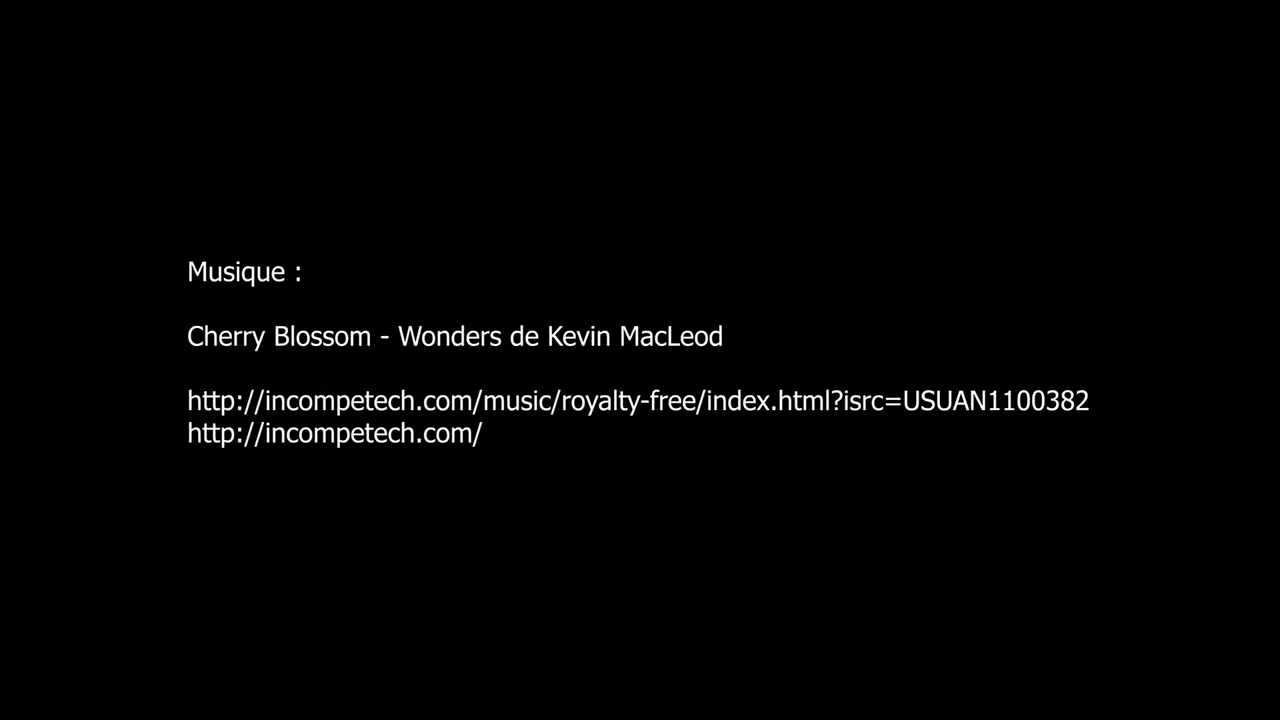 Musique :
Cherry Blossom - Wonders de Kevin MacLeod
http://incompetech.com/music/royalty-free/index.html?isrc=USUAN1100382
http://incompetech.com/